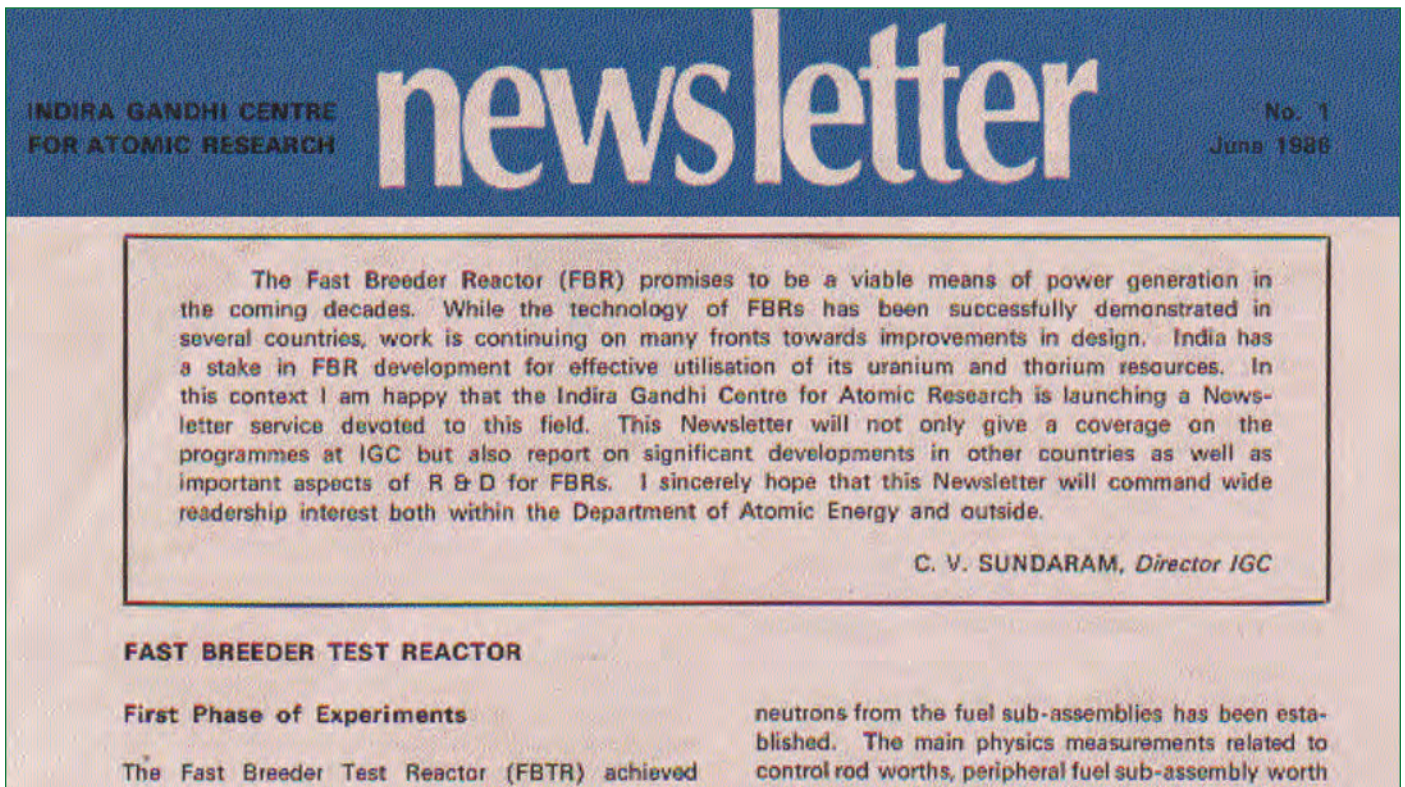 INDIRA GANDHI CENTRE
FOR ATOMIC RESEARCH
newsletter
No. 1
June 1986
The Fast Breeder Reactor (FBR) promises to be a viable means of power generation in
the coming decades. While the technology of FBRs has been successfully demonstrated in
several countries, work is continuing on many fronts towards improvements in design. India has
a stake in FBR development for effective utilisation of its uranium and thorium resources. In
this context I am happy that the Indira Gandhi Centre for Atomic Research is launching a News-
letter service devoted to this field. This Newsletter will not only give a coverage on the
programmes at IGC but also report on significant developments in other countries as well as
important aspects of R & D for FBRs. I sincerely hope that this Newsletter will command wide
readership interest both within the Department of Atomic Energy and outside.
C. V. SUNDARAM, Director IGC
FAST BREEDER TEST REACTOR
First Phase of Experiments
The Fast Breeder Test Reactor (FBTR) achieved
neutrons from the fuel sub-assemblies has been esta-
blished. The main physics measurements related to
control rod worths, peripheral fuel sub-assembly worth